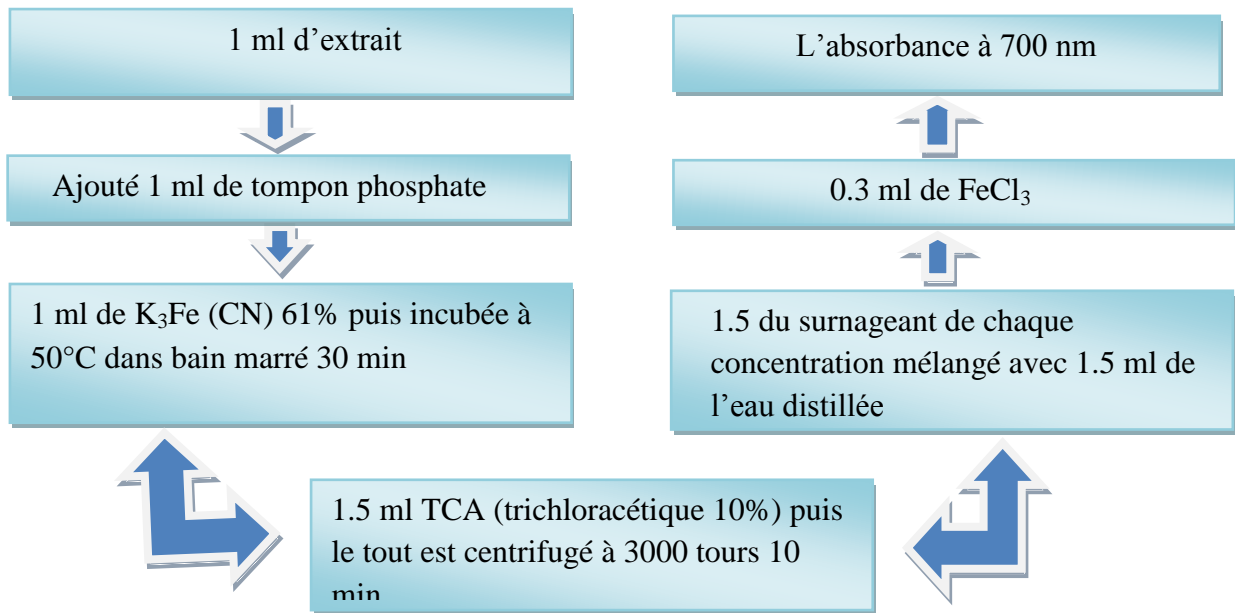 1 ml d’extrait
Ajouté 1 ml de tompon phosphate
1 ml de K₃Fe (CN) 61% puis incubée à
50°C dans bain marré 30 min
1.5 ml TCA (trichloracétique 10%) puis
le tout est centrifugé à 3000 tours 10
min
1.5 du surnageant de chaque
concentration mélangé avec 1.5 ml de
l’eau distillée
0.3 ml de FeCl₃
L’absorbance à 700 nm